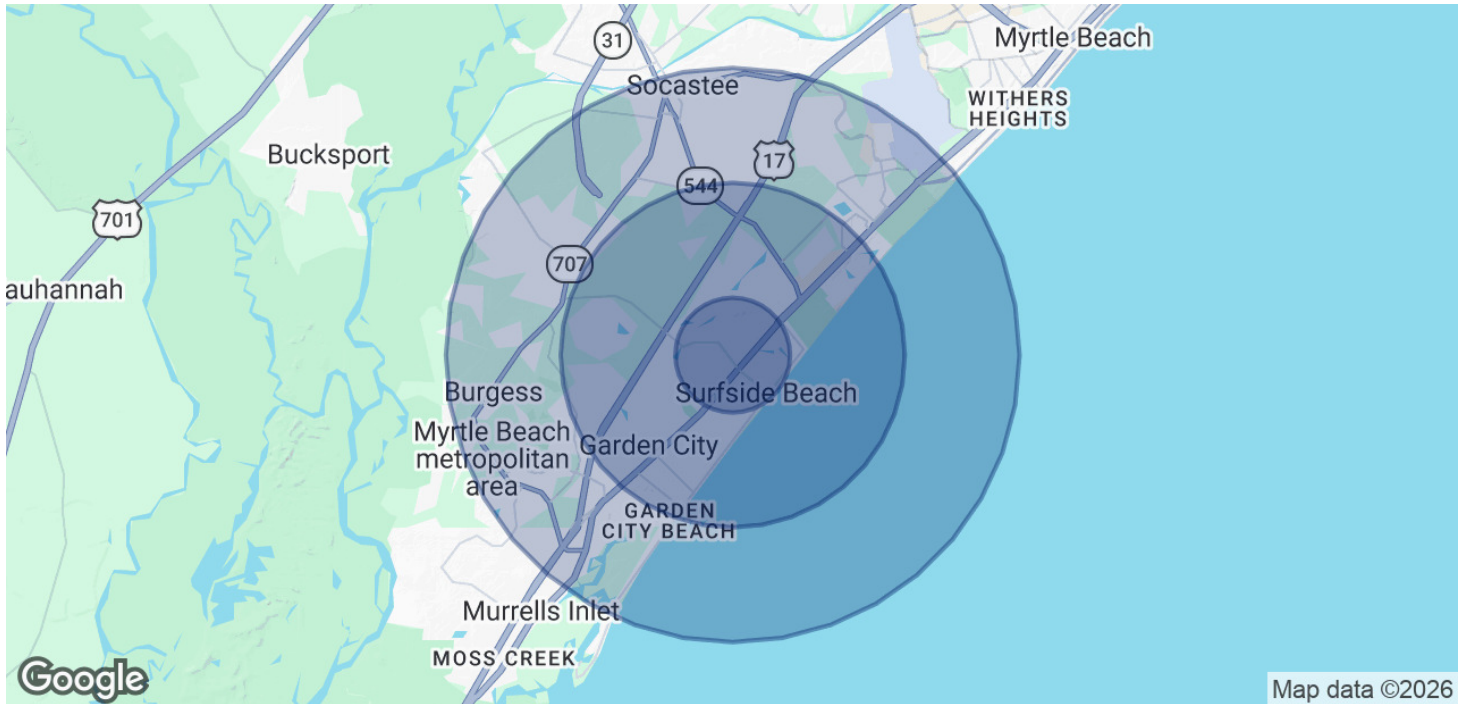 31
Myrtle Beach
Socastee
WITHERS
HEIGHTS
Bucksport
17
544
701
707
auhannah
Burgess
Surfside Beach
Myrtle Beach
metropolitan
area
Garden City
GARDEN
CITY BEACH
Murrells Inlet
MOSS CREEK
Google
Map data ©2026